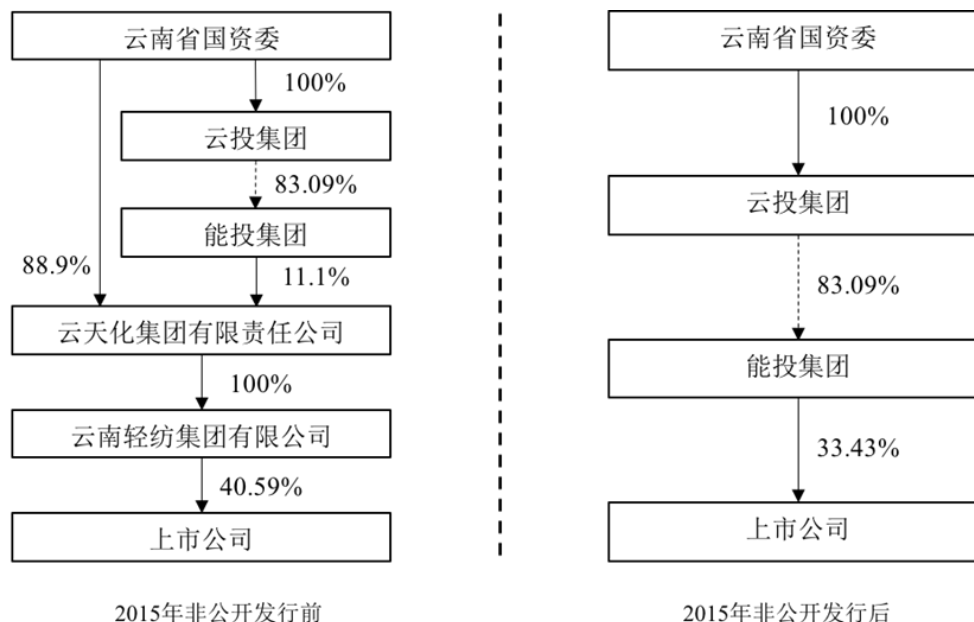 云南省国资委
100%
云投集团
83.09%
能投集团
88.9%
11.1%
云天化集团有限责任公司
100%
云南轻纺集团有限公司
40.59%
上市公司
2015年非公开发行前
云南省国资委
100%
云投集团
83.09%
能投集团
33.43%
上市公司
2015年非公开发行后